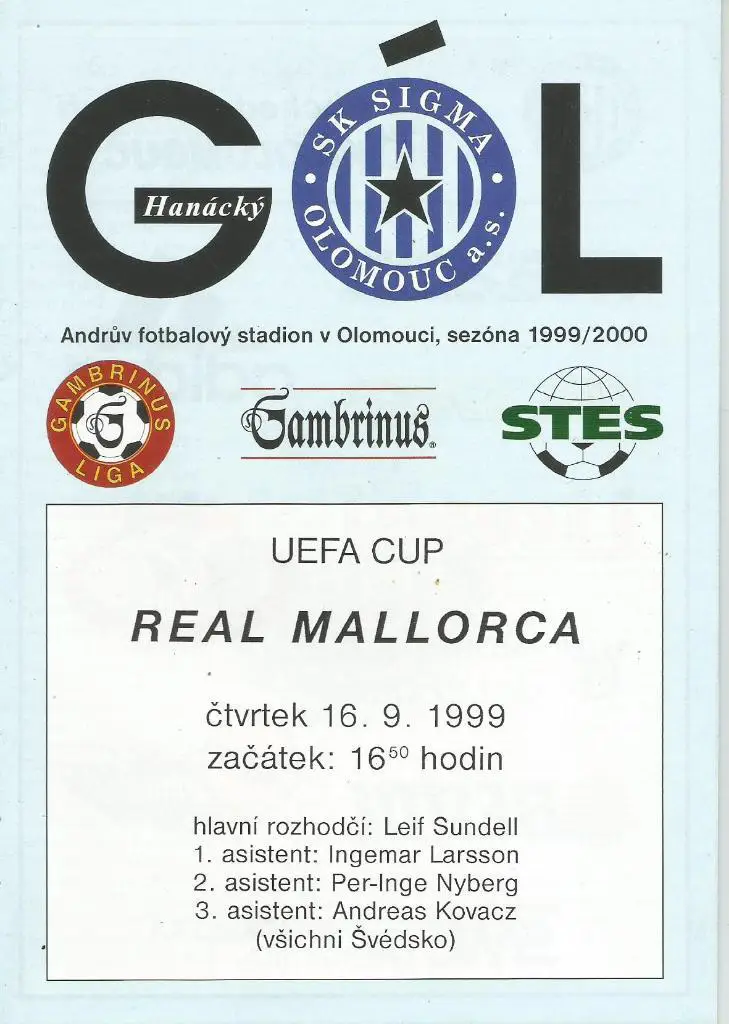 GÓL
Hanácký
SK SIGMA OLOMOUC a.s.
Andrův fotbalový stadion v Olomouci, sezóna 1999/2000
GAMBRINUS LIGA
G
Gambrinus®
STES
UEFA CUP
REAL MALLORCA
čtvrtek 16. 9. 1999
začátek: 16⁵⁰ hodin
hlavní rozhodčí: Leif Sundell
1. asistent: Ingemar Larsson
2. asistent: Per-Inge Nyberg
3. asistent: Andreas Kovacz
(všichni Švédsko)